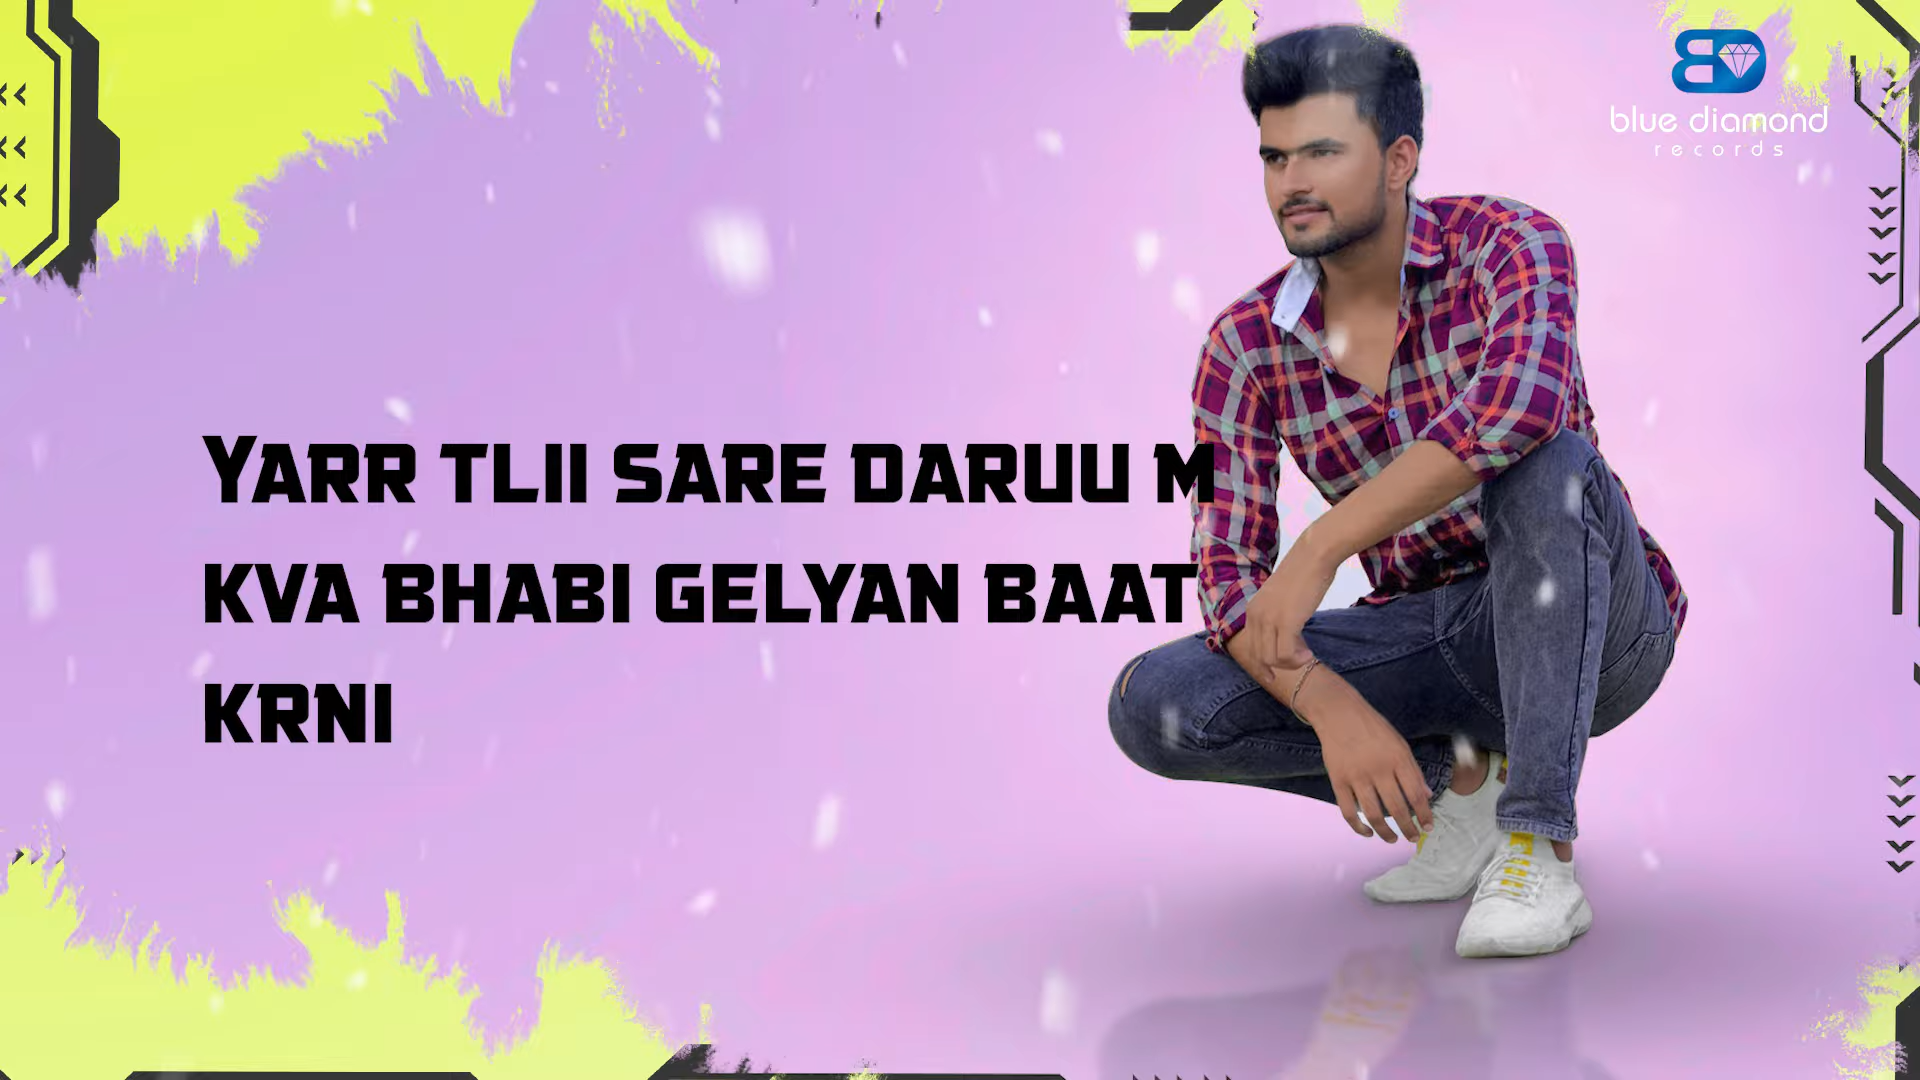 blue diamond
records
Yarr tlii sare daruu m
kva bhabi gelyan baat
krni